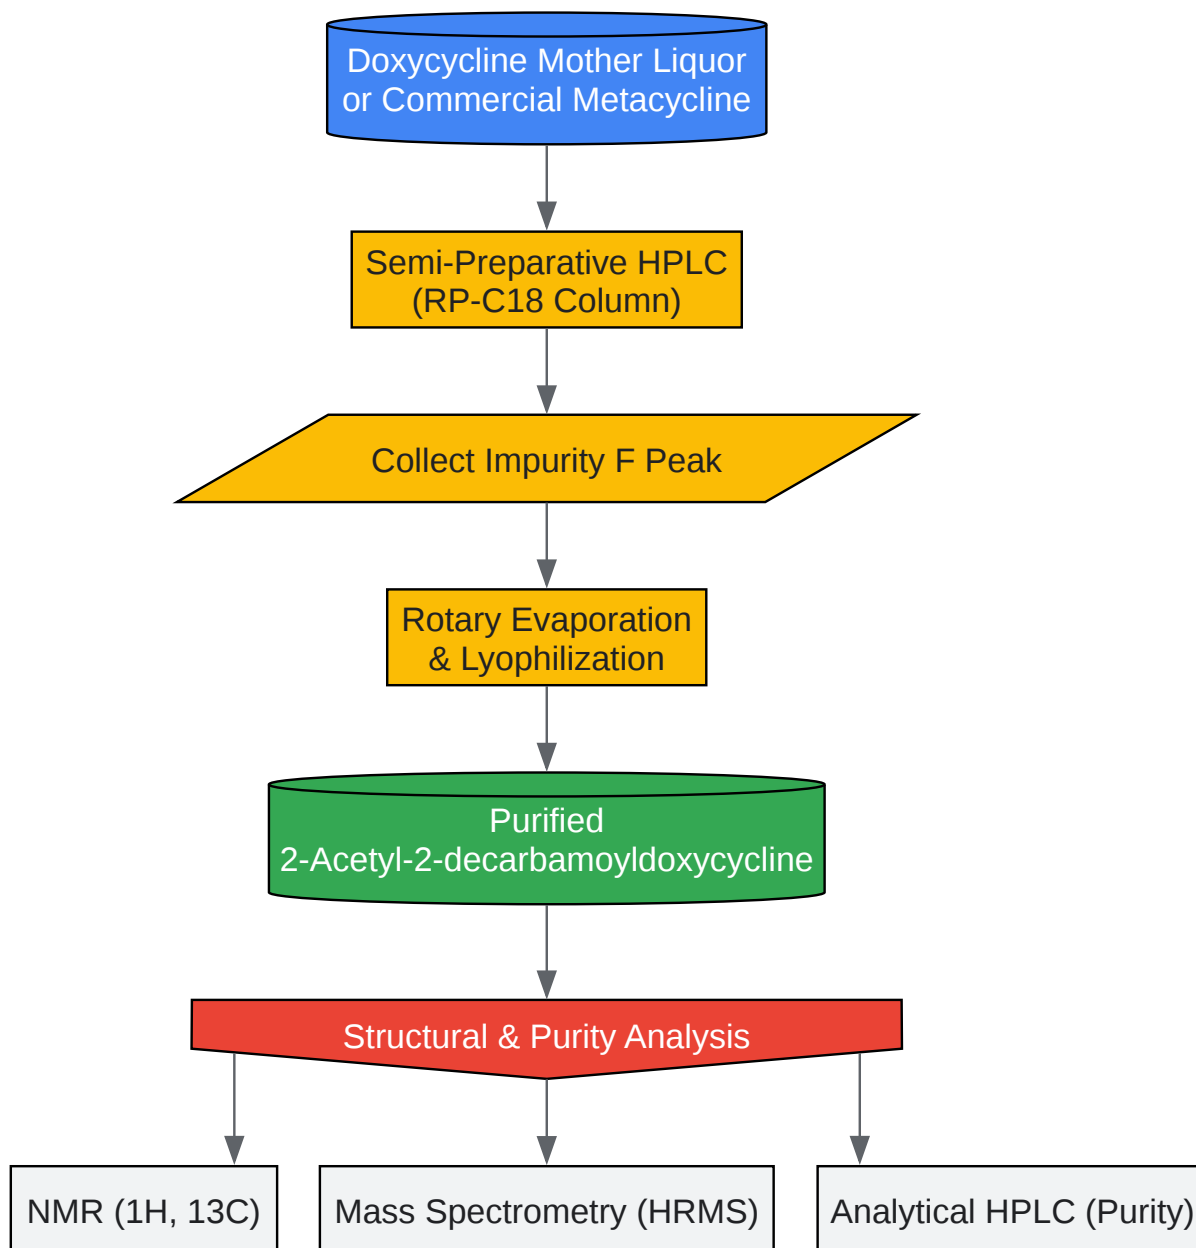 Doxycycline Mother Liquor
or Commercial Metacycline
Semi-Preparative HPLC
(RP-C18 Column)
Collect Impurity F Peak
Rotary Evaporation
& Lyophilization
Purified
2-Acetyl-2-decarbamoyldoxycycline
Structural & Purity Analysis
NMR (1H, 13C)
Mass Spectrometry (HRMS)
Analytical HPLC (Purity)